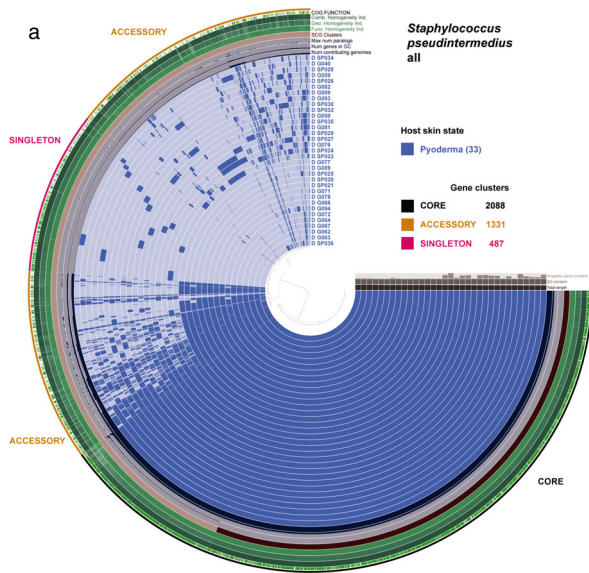 a
ACCESSORY
COG FUNCTION
Comb. Homogeneity Ind.
Geo. Homogeneity Ind.
Func. Homogeneity Ind.
SCG Clusters
Max num paralogs
Num genes in GC
Num contributing genomes
D SP034
D G040
D SP028
D G059
D SP026
D G082
D G099
D G093
D SP030
D SP032
D G050
D SP035
D G081
D SP029
D SP027
D G076
D SP024
D SP022
D G077
D G089
D SP025
D SP020
D SP021
D G071
D G078
D G088
D G094
D G072
D G064
D G067
D G062
D G063
D SP036
Staphylococcus
pseudintermedius
all
Host skin state
Pyoderma (33)
Gene clusters
CORE 2088
ACCESSORY 1331
SINGLETON 487
SINGLETON
Singleton gene clusters
GC content
Total length
ACCESSORY
CORE